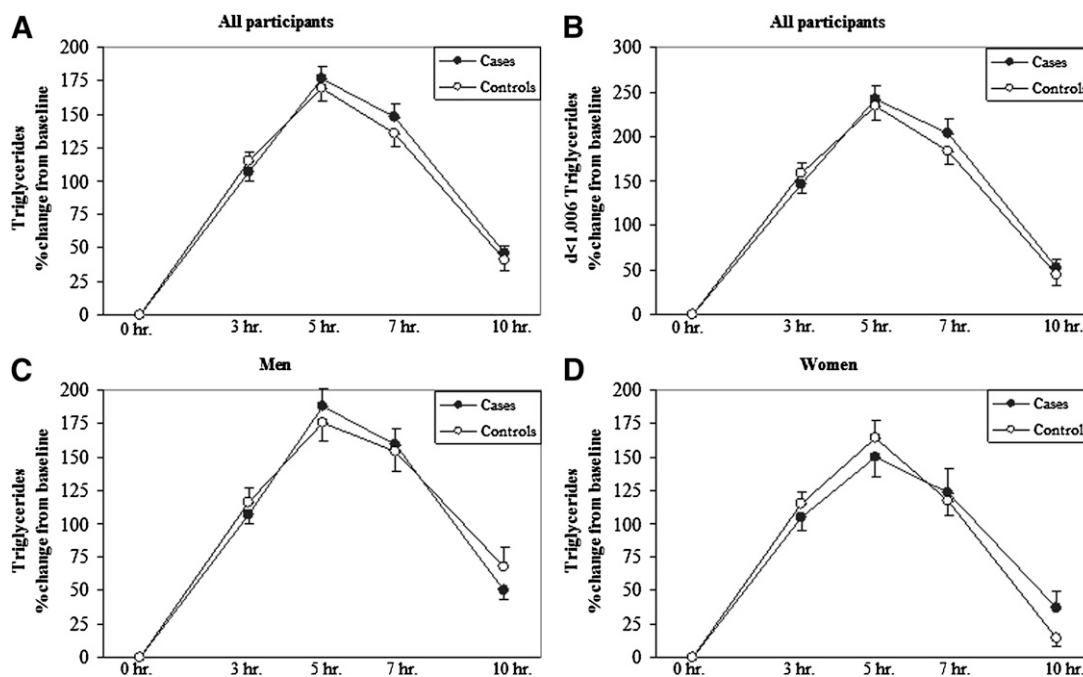 A
All participants
Triglycerides
%change from baseline
200
175
150
125
100
75
50
25
0
Cases
Controls
0 hr.
3 hr.
5 hr.
7 hr.
10 hr.
B
All participants
d<1.006 Triglycerides
%change from baseline
300
250
200
150
100
50
0
Cases
Controls
0 hr.
3 hr.
5 hr.
7 hr.
10 hr.
C
Men
Triglycerides
%change from baseline
200
175
150
125
100
75
50
25
0
Cases
Controls
0 hr.
3 hr.
5 hr.
7 hr.
10 hr.
D
Women
Triglycerides
%change from baseline
200
175
150
125
100
75
50
25
0
Cases
Controls
0 hr.
3 hr.
5 hr.
7 hr.
10 hr.